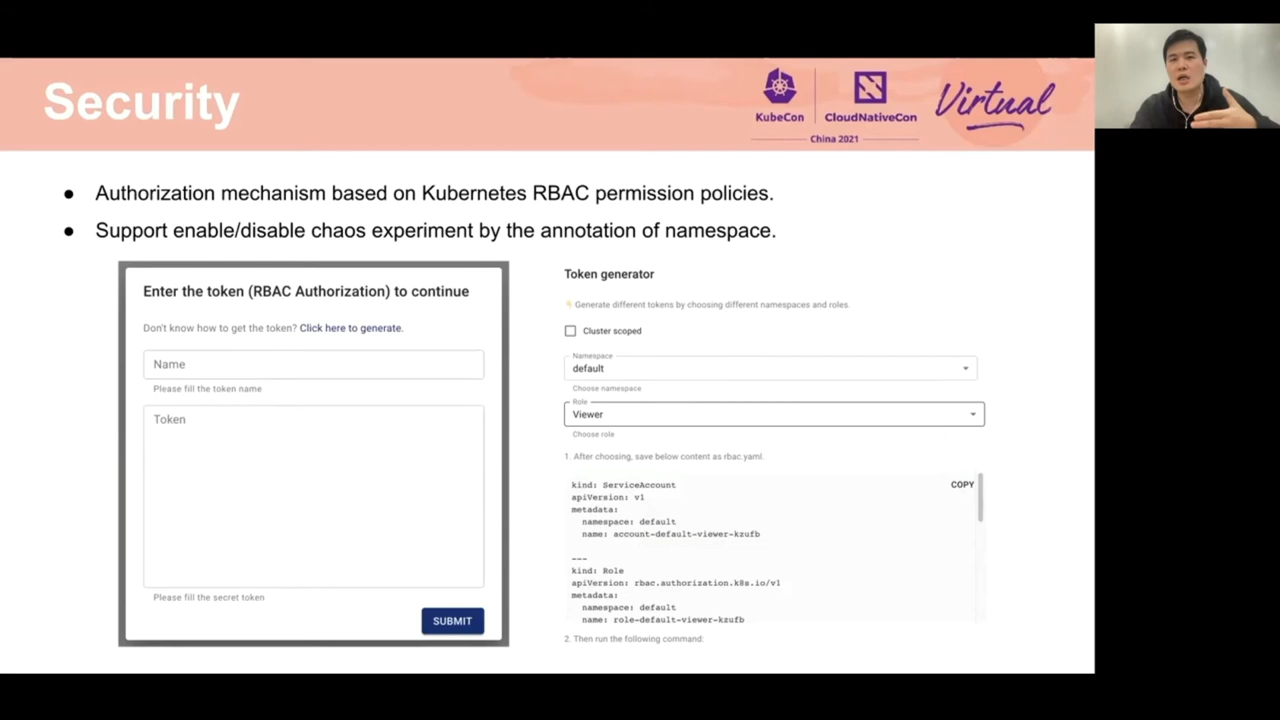 Security
KubeCon
CloudNativeCon
China 2021
Virtual
● Authorization mechanism based on Kubernetes RBAC permission policies.
● Support enable/disable chaos experiment by the annotation of namespace.
Enter the token (RBAC Authorization) to continue
Don't know how to get the token? Click here to generate.
Name
Please fill the token name
Token
Please fill the secret token
SUBMIT
Token generator
👇 Generate different tokens by choosing different namespaces and roles.
Cluster scoped
Namespace
default
Choose namespace
Role
Viewer
Choose role
1. After choosing, save below content as rbac.yaml.
COPY
kind: ServiceAccount
apiVersion: v1
metadata:
  namespace: default
  name: account-default-viewer-kzufb
---
kind: Role
apiVersion: rbac.authorization.k8s.io/v1
metadata:
  namespace: default
  name: role-default-viewer-kzufb
2. Then run the following command: